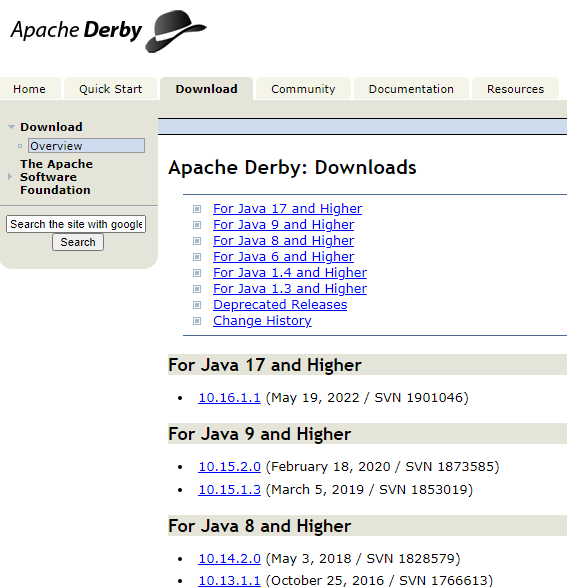 Apache Derby
Home
Quick Start
Download
Community
Documentation
Resources
Download
Overview
The Apache
Software
Foundation
Search the site with google
Search
Apache Derby: Downloads
For Java 17 and Higher
For Java 9 and Higher
For Java 8 and Higher
For Java 6 and Higher
For Java 1.4 and Higher
For Java 1.3 and Higher
Deprecated Releases
Change History
For Java 17 and Higher
10.16.1.1 (May 19, 2022 / SVN 1901046)
For Java 9 and Higher
10.15.2.0 (February 18, 2020 / SVN 1873585)
10.15.1.3 (March 5, 2019 / SVN 1853019)
For Java 8 and Higher
10.14.2.0 (May 3, 2018 / SVN 1828579)
10.13.1.1 (October 25, 2016 / SVN 1766613)